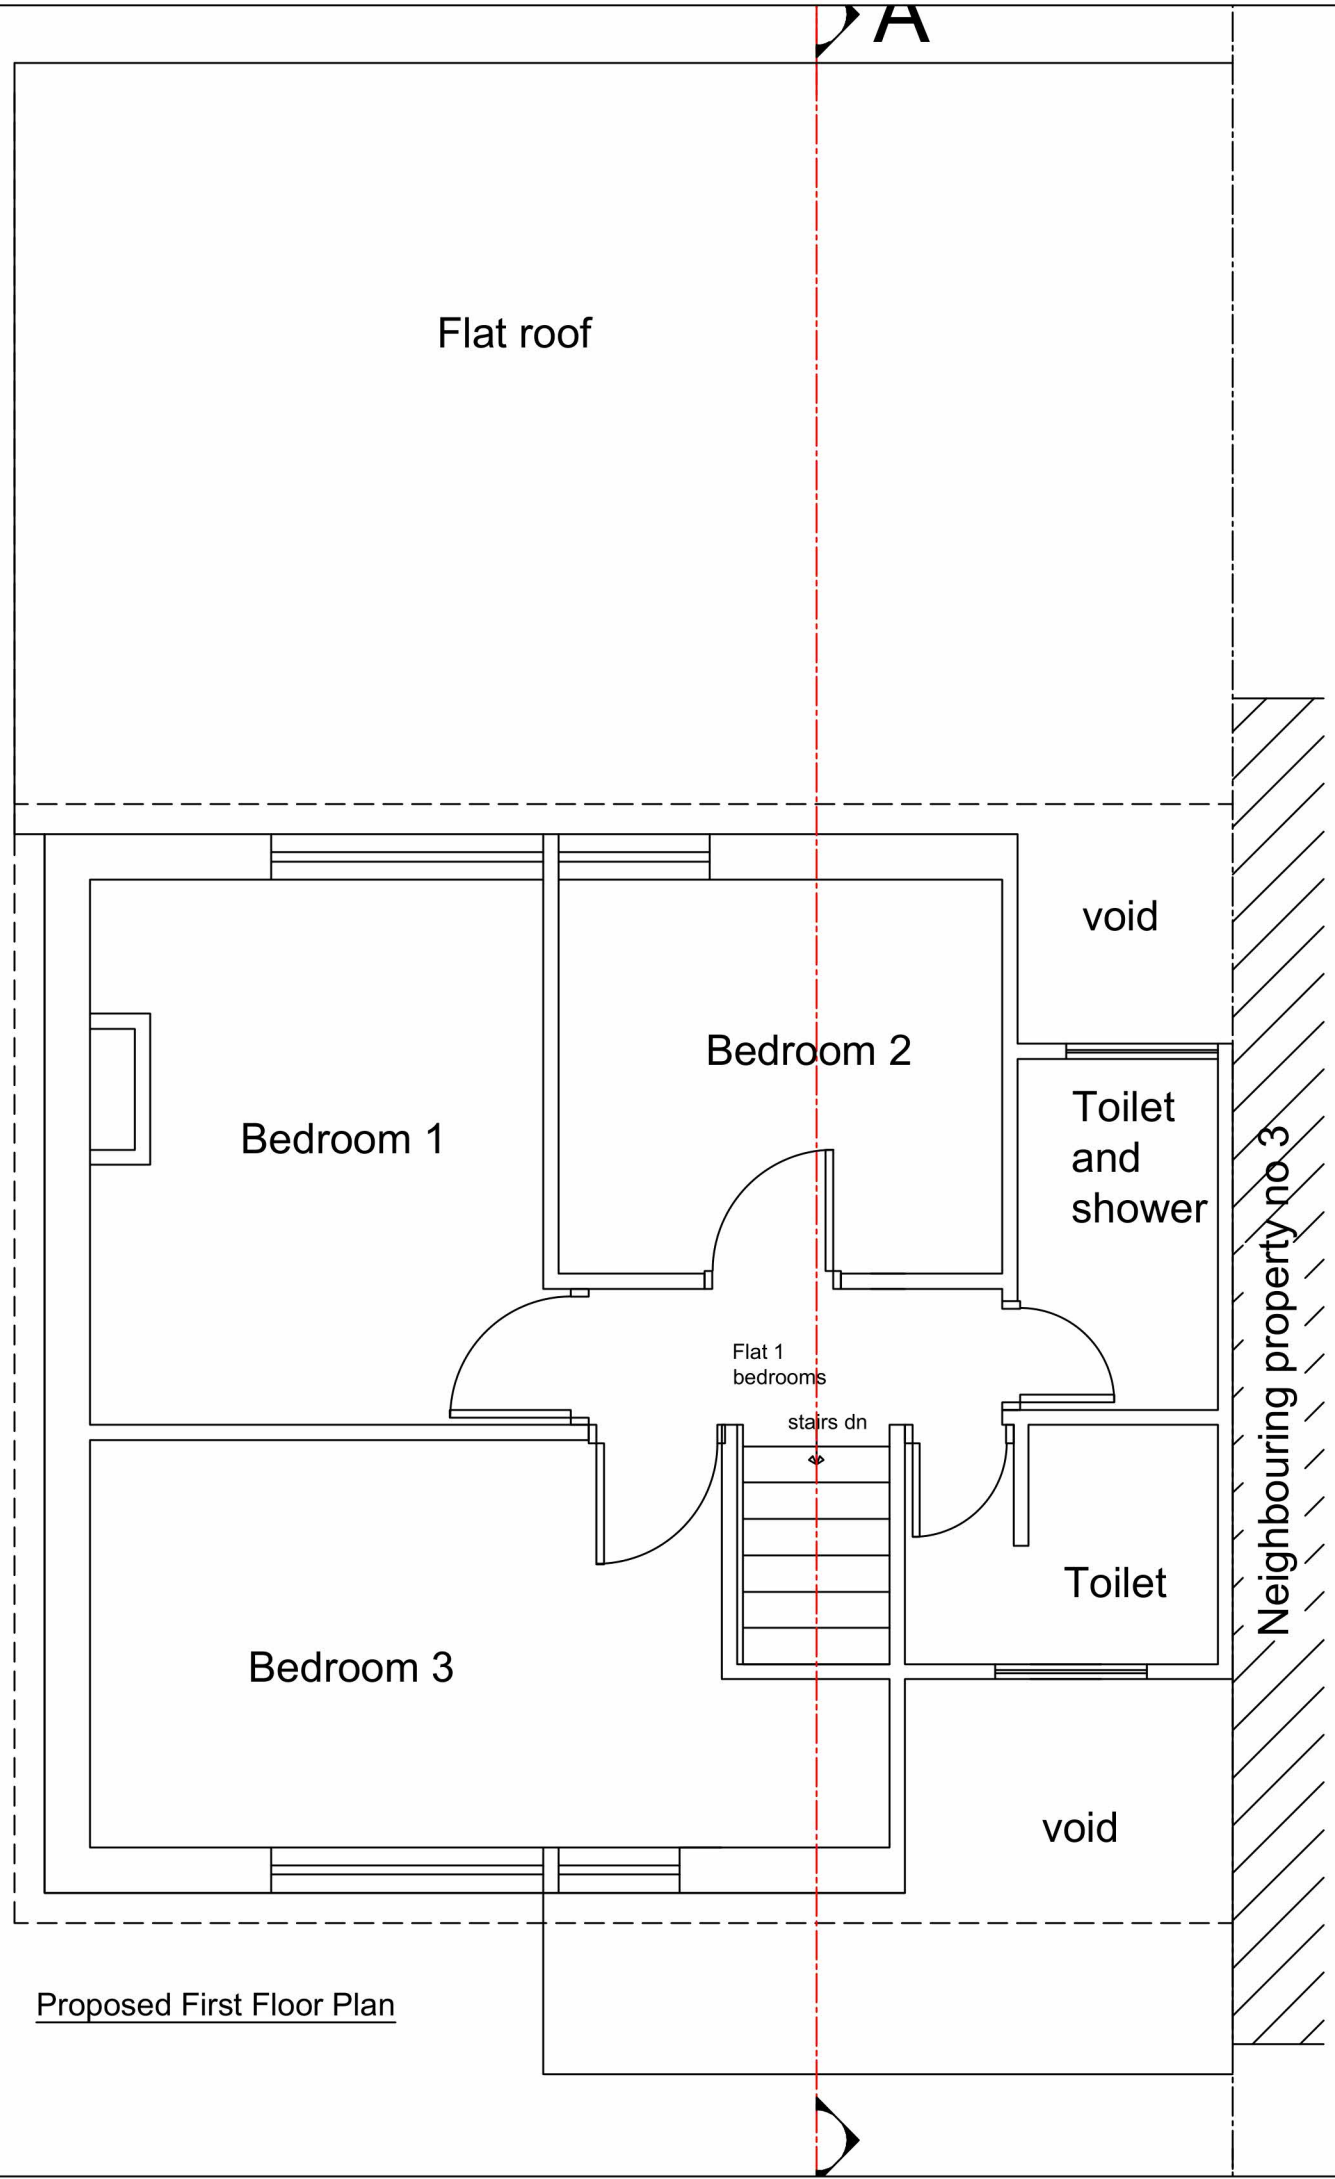 A
Flat roof
void
Bedroom 2
Toilet
and
shower
Bedroom 1
Neighbouring property no 3
Flat 1
bedrooms
stairs dn
Toilet
Bedroom 3
void
Proposed First Floor Plan